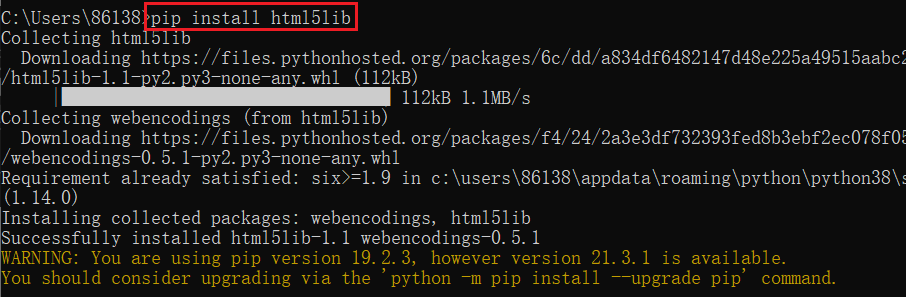 C:\Users\86138>pip install html5lib
Collecting html5lib
  Downloading https://files.pythonhosted.org/packages/6c/dd/a834df6482147d48e225a49515aabc2
/html5lib-1.1-py2.py3-none-any.whl (112kB)
112kB 1.1MB/s
Collecting webencodings (from html5lib)
  Downloading https://files.pythonhosted.org/packages/f4/24/2a3e3df732393fed8b3ebf2ec078f05
/webencodings-0.5.1-py2.py3-none-any.whl
Requirement already satisfied: six>=1.9 in c:\users\86138\appdata\roaming\python\python38\s
(1.14.0)
Installing collected packages: webencodings, html5lib
Successfully installed html5lib-1.1 webencodings-0.5.1
WARNING: You are using pip version 19.2.3, however version 21.3.1 is available.
You should consider upgrading via the 'python -m pip install --upgrade pip' command.